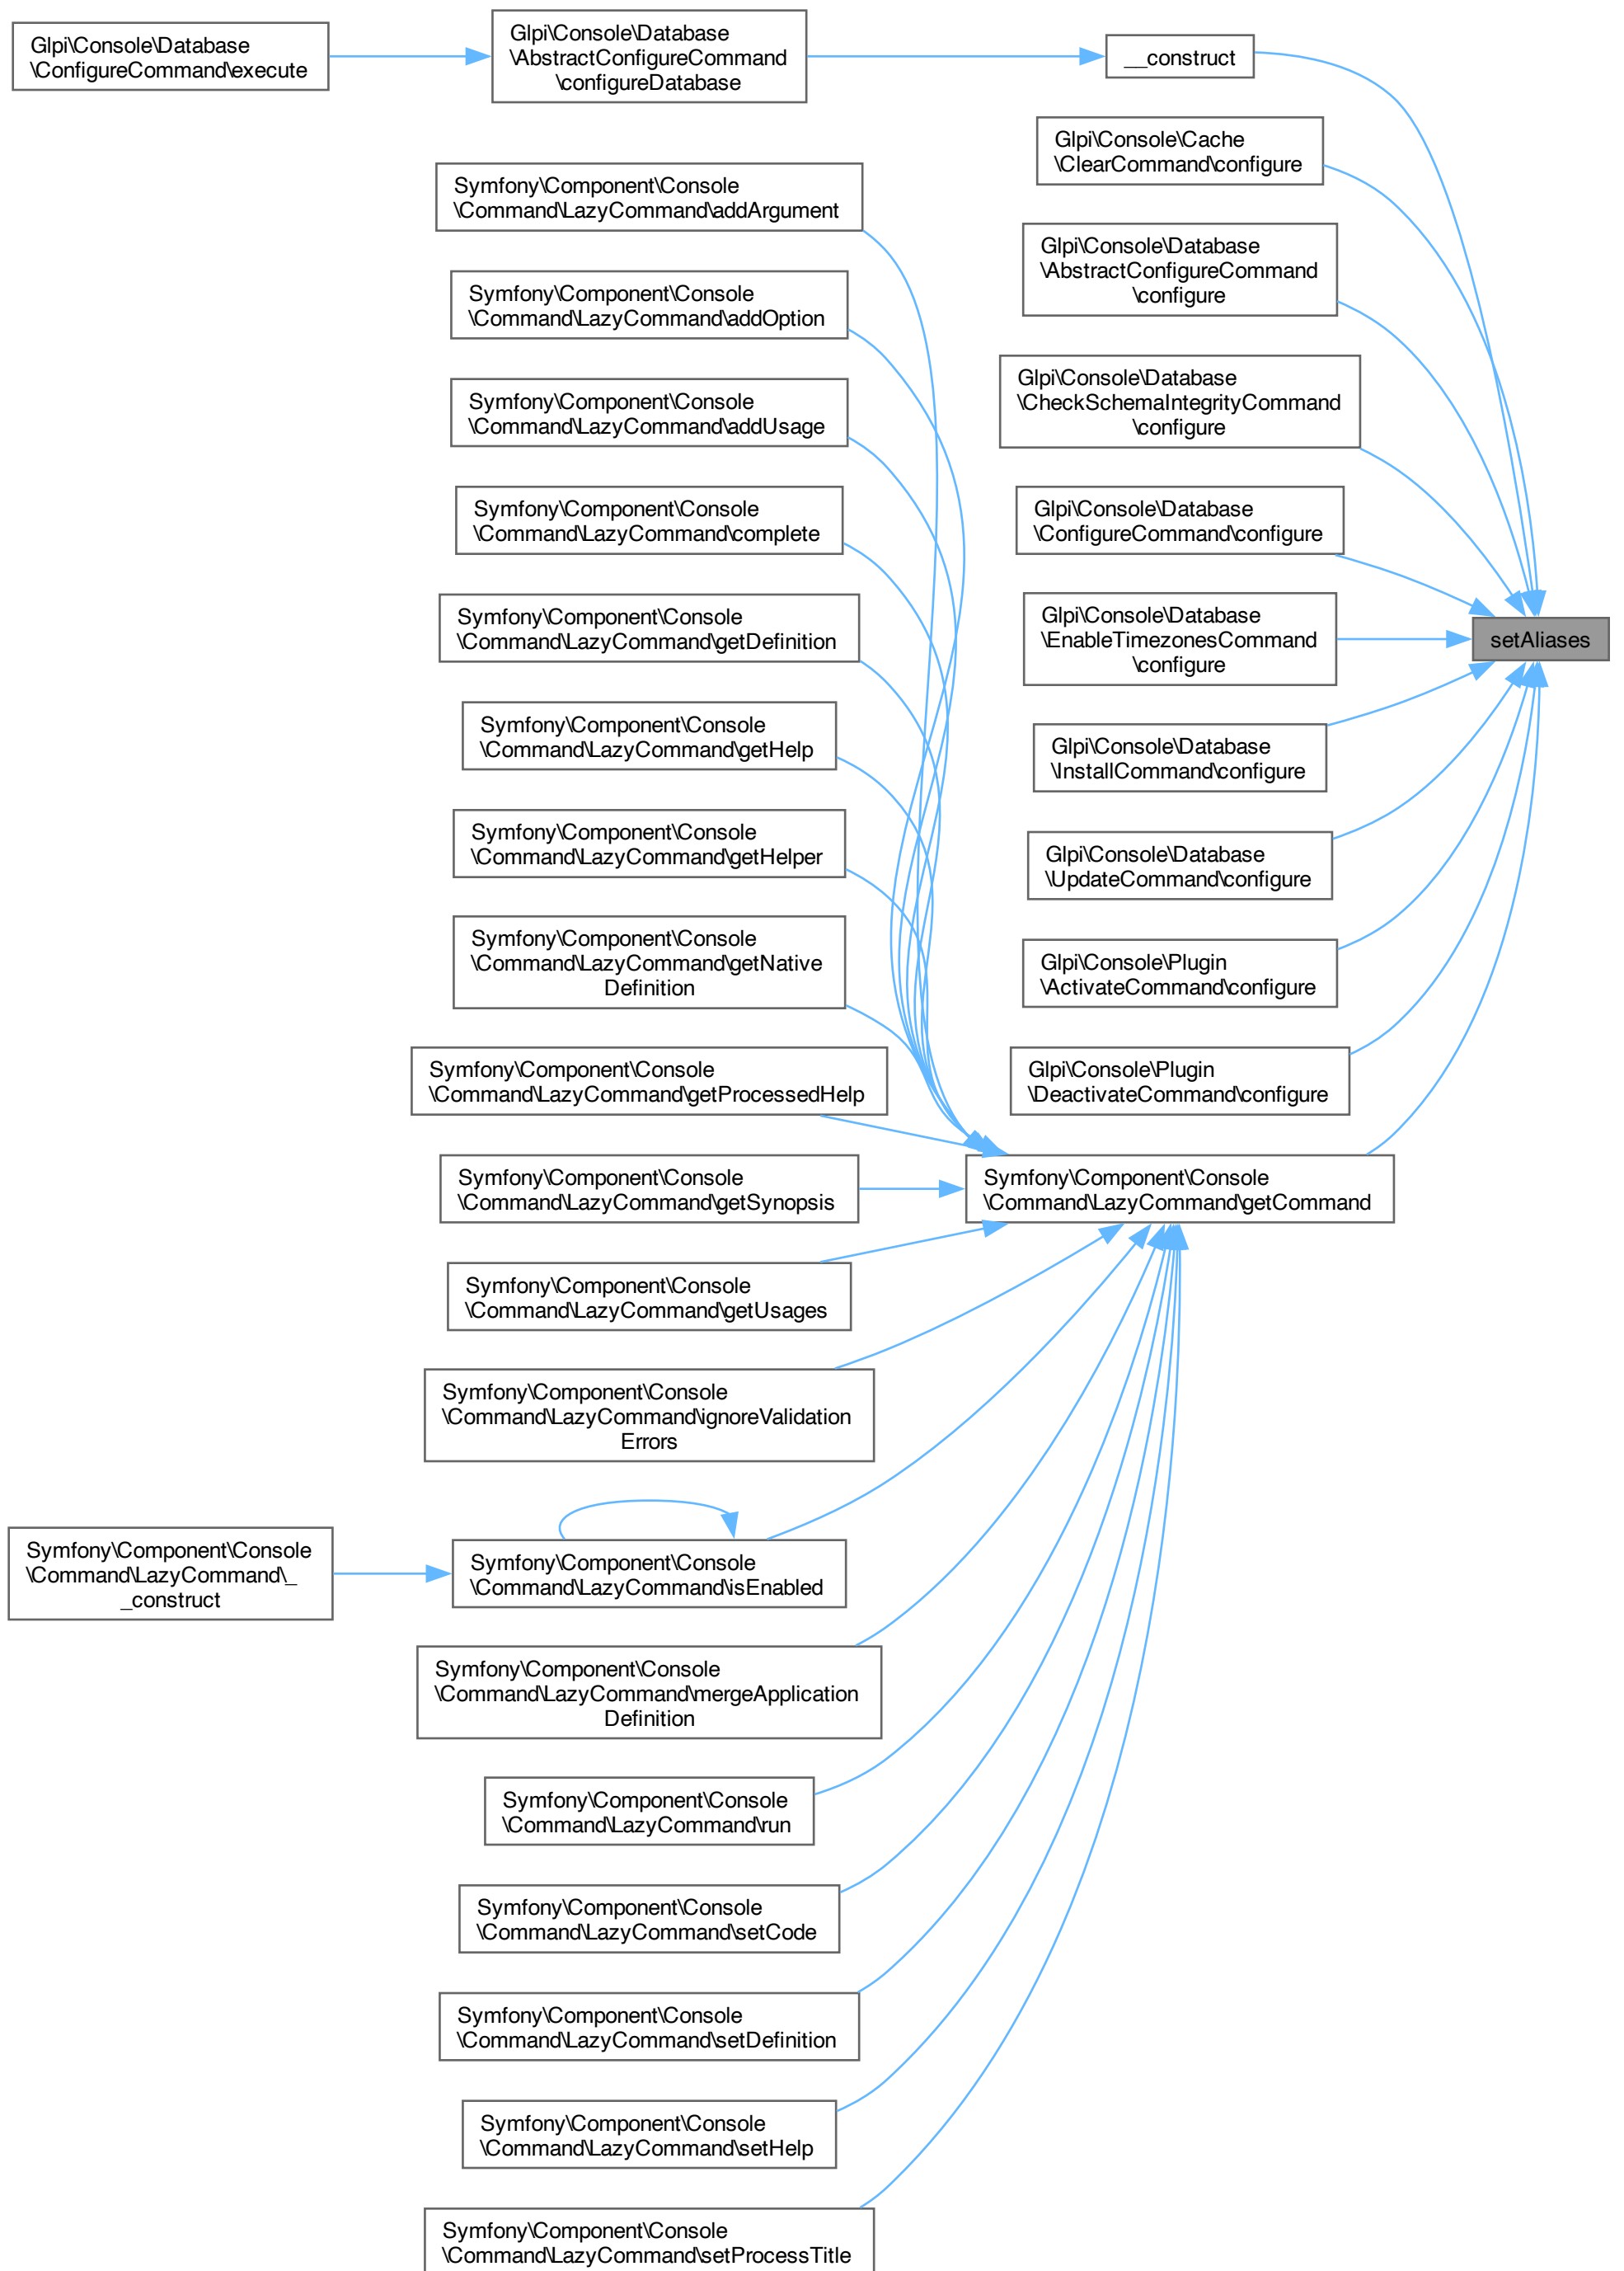 Glpi\Console\Database
\ConfigureCommand\execute
Glpi\Console\Database
\AbstractConfigureCommand
\configureDatabase
__construct
Glpi\Console\Cache
\ClearCommand\configure
Glpi\Console\Database
\AbstractConfigureCommand
\configure
Glpi\Console\Database
\CheckSchemaIntegrityCommand
\configure
Glpi\Console\Database
\ConfigureCommand\configure
Glpi\Console\Database
\EnableTimezonesCommand
\configure
setAliases
Glpi\Console\Database
\InstallCommand\configure
Glpi\Console\Database
\UpdateCommand\configure
Glpi\Console\Plugin
\ActivateCommand\configure
Glpi\Console\Plugin
\DeactivateCommand\configure
Symfony\Component\Console
\Command\LazyCommand\getCommand
Symfony\Component\Console
\Command\LazyCommand\addArgument
Symfony\Component\Console
\Command\LazyCommand\addOption
Symfony\Component\Console
\Command\LazyCommand\addUsage
Symfony\Component\Console
\Command\LazyCommand\complete
Symfony\Component\Console
\Command\LazyCommand\getDefinition
Symfony\Component\Console
\Command\LazyCommand\getHelp
Symfony\Component\Console
\Command\LazyCommand\getHelper
Symfony\Component\Console
\Command\LazyCommand\getNative
Definition
Symfony\Component\Console
\Command\LazyCommand\getProcessedHelp
Symfony\Component\Console
\Command\LazyCommand\getSynopsis
Symfony\Component\Console
\Command\LazyCommand\getUsages
Symfony\Component\Console
\Command\LazyCommand\ignoreValidation
Errors
Symfony\Component\Console
\Command\LazyCommand\isEnabled
Symfony\Component\Console
\Command\LazyCommand\_
_construct
Symfony\Component\Console
\Command\LazyCommand\mergeApplication
Definition
Symfony\Component\Console
\Command\LazyCommand\run
Symfony\Component\Console
\Command\LazyCommand\setCode
Symfony\Component\Console
\Command\LazyCommand\setDefinition
Symfony\Component\Console
\Command\LazyCommand\setHelp
Symfony\Component\Console
\Command\LazyCommand\setProcessTitle